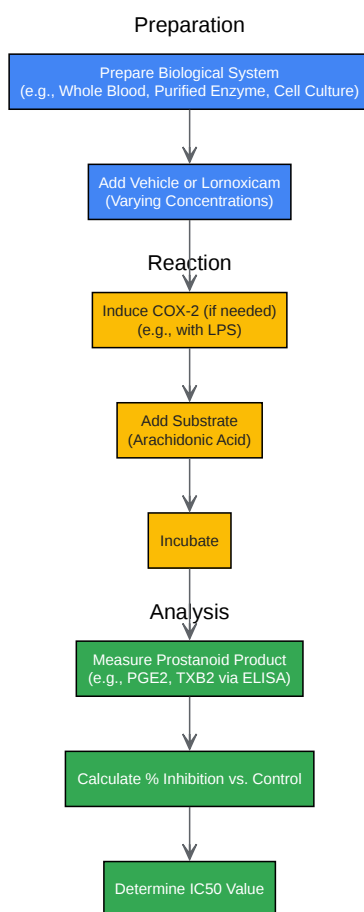 Preparation
Prepare Biological System
(e.g., Whole Blood, Purified Enzyme, Cell Culture)
Add Vehicle or Lornoxicam
(Varying Concentrations)
Reaction
Induce COX-2 (if needed)
(e.g., with LPS)
Add Substrate
(Arachidonic Acid)
Incubate
Analysis
Measure Prostanoid Product
(e.g., PGE2, TXB2 via ELISA)
Calculate % Inhibition vs. Control
Determine IC50 Value